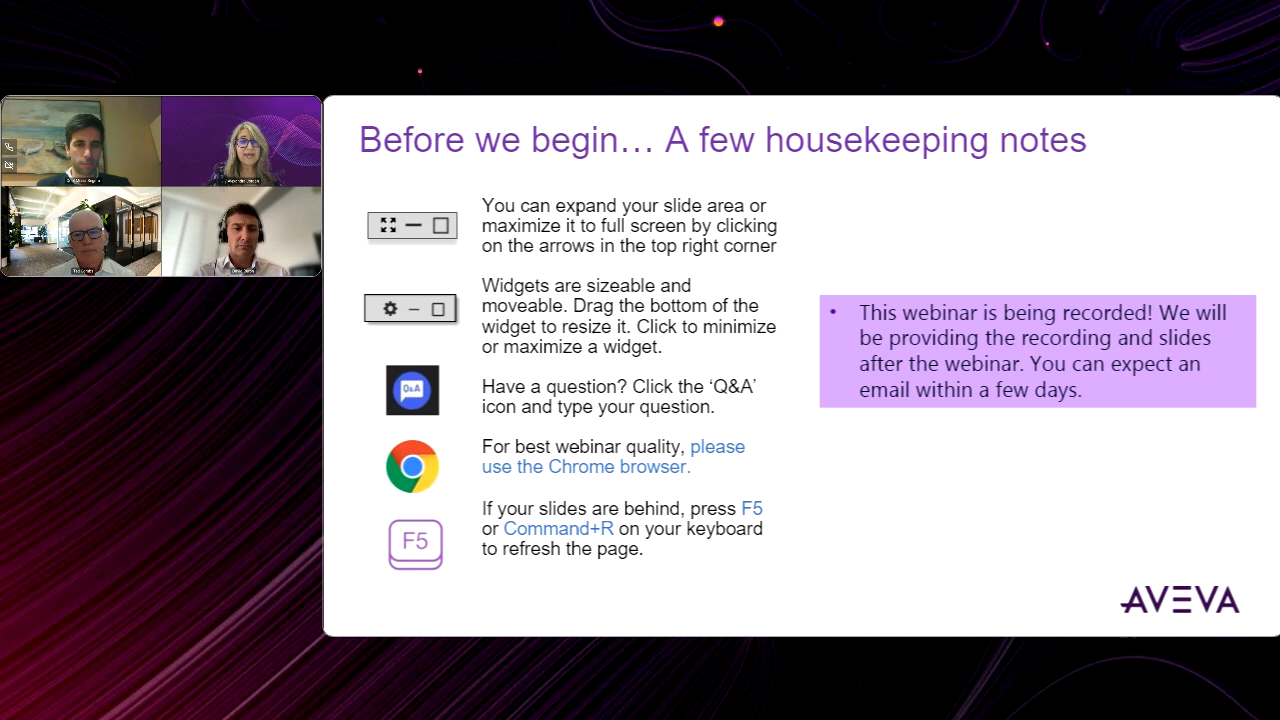 Before we begin… A few housekeeping notes
You can expand your slide area or
maximize it to full screen by clicking
on the arrows in the top right corner
Widgets are sizeable and
moveable. Drag the bottom of the
widget to resize it. Click to minimize
or maximize a widget.
Q&A
Have a question? Click the ‘Q&A’
icon and type your question.
For best webinar quality, please
use the Chrome browser.
F5
If your slides are behind, press F5
or Command+R on your keyboard
to refresh the page.
• This webinar is being recorded! We will
be providing the recording and slides
after the webinar. You can expect an
email within a few days.
AVEVA